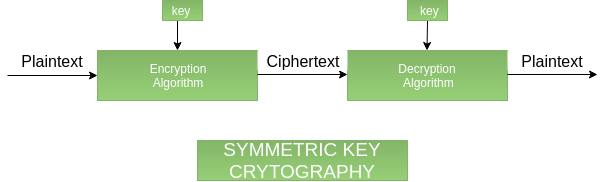 key
key
Plaintext
Encryption
Algorithm
Ciphertext
Decryption
Algorithm
Plaintext
SYMMETRIC KEY
CRYTOGRAPHY